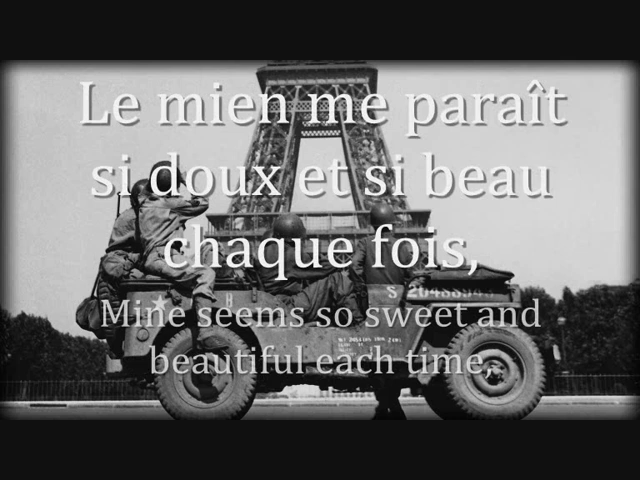 Le mien me paraît
si doux et si beau
chaque fois,
Mine seems so sweet and
beautiful each time,
B
S